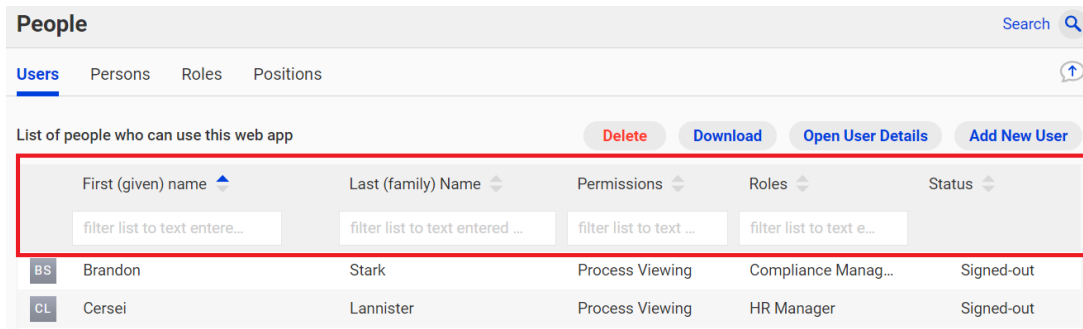 People Search
Users Persons Roles Positions
List of people who can use this web app Delete Download Open User Details Add New User
First (given) name Last (family) Name Permissions Roles Status
filter list to text entere... filter list to text entered ... filter list to text ... filter list to text e...
BS Brandon Stark Process Viewing Compliance Manag... Signed-out
CL Cersei Lannister Process Viewing HR Manager Signed-out